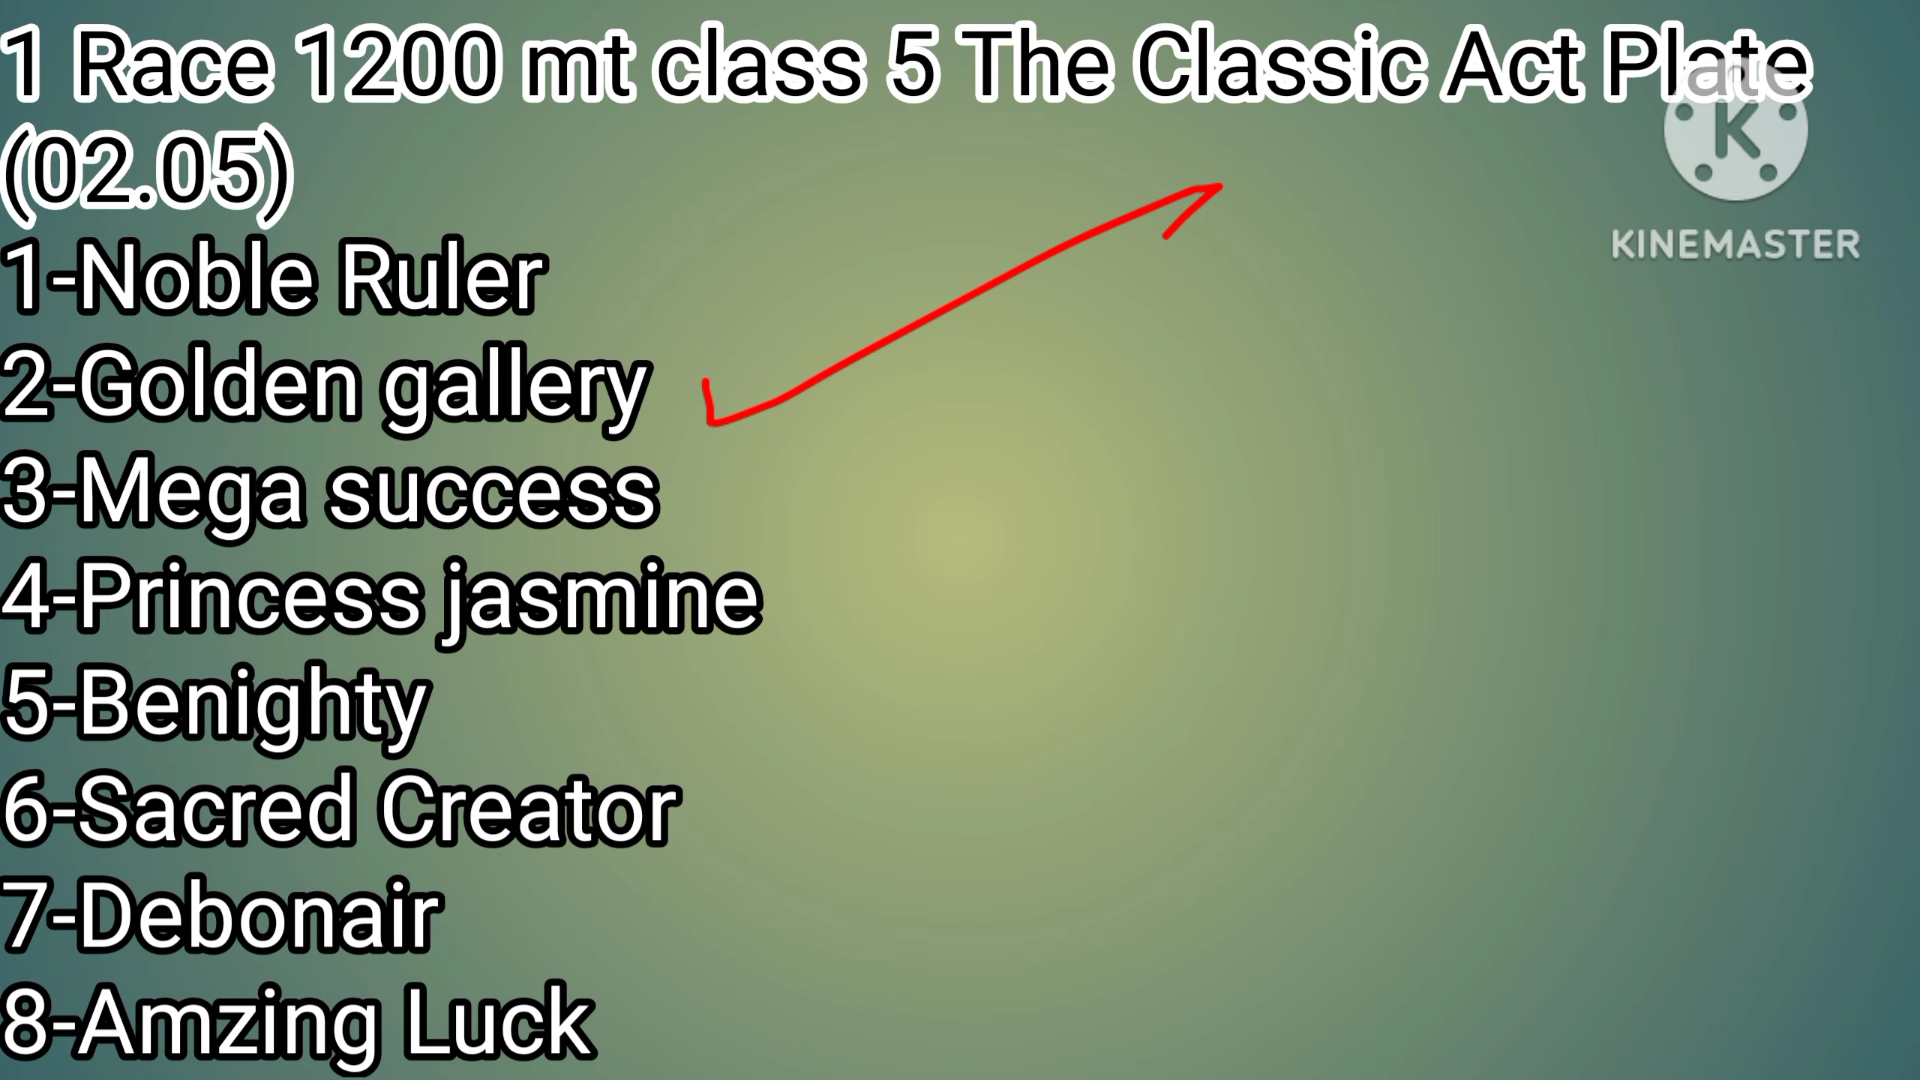 1 Race 1200 mt class 5 The Classic Act Plate
(02.05)
1-Noble Ruler
2-Golden gallery
3-Mega success
4-Princess jasmine
5-Benighty
6-Sacred Creator
7-Debonair
8-Amzing Luck
K
KINEMASTER